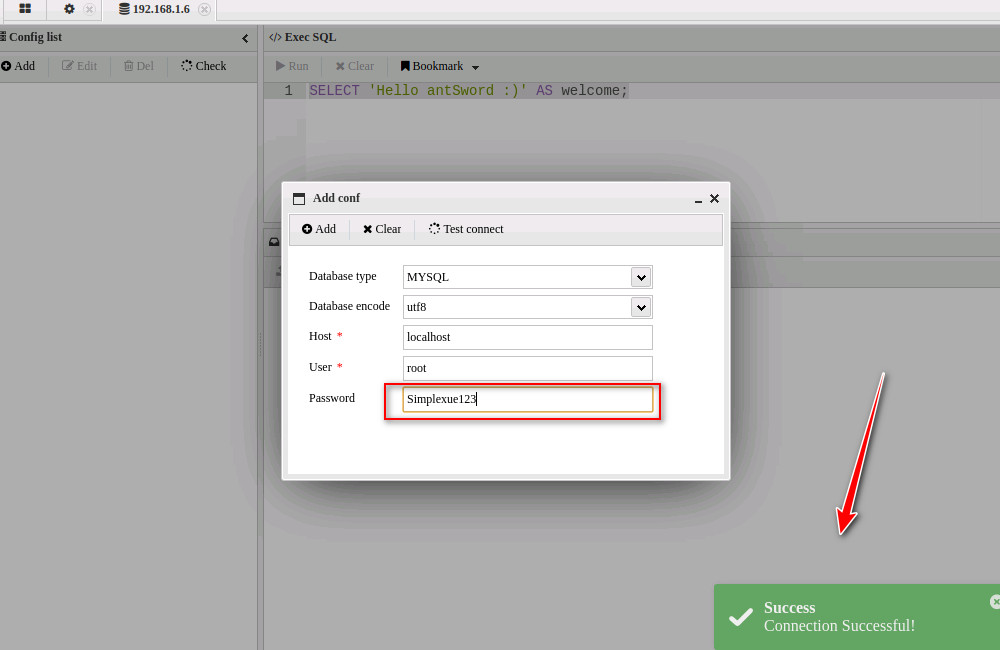 192.168.1.6
Config list
</> Exec SQL
Add Edit Del Check
Run Clear Bookmark
1 SELECT 'Hello antSword :)' AS welcome;
Add conf
Add Clear Test connect
Database type MYSQL
Database encode utf8
Host * localhost
User * root
Password Simplexue123
Success
Connection Successful!